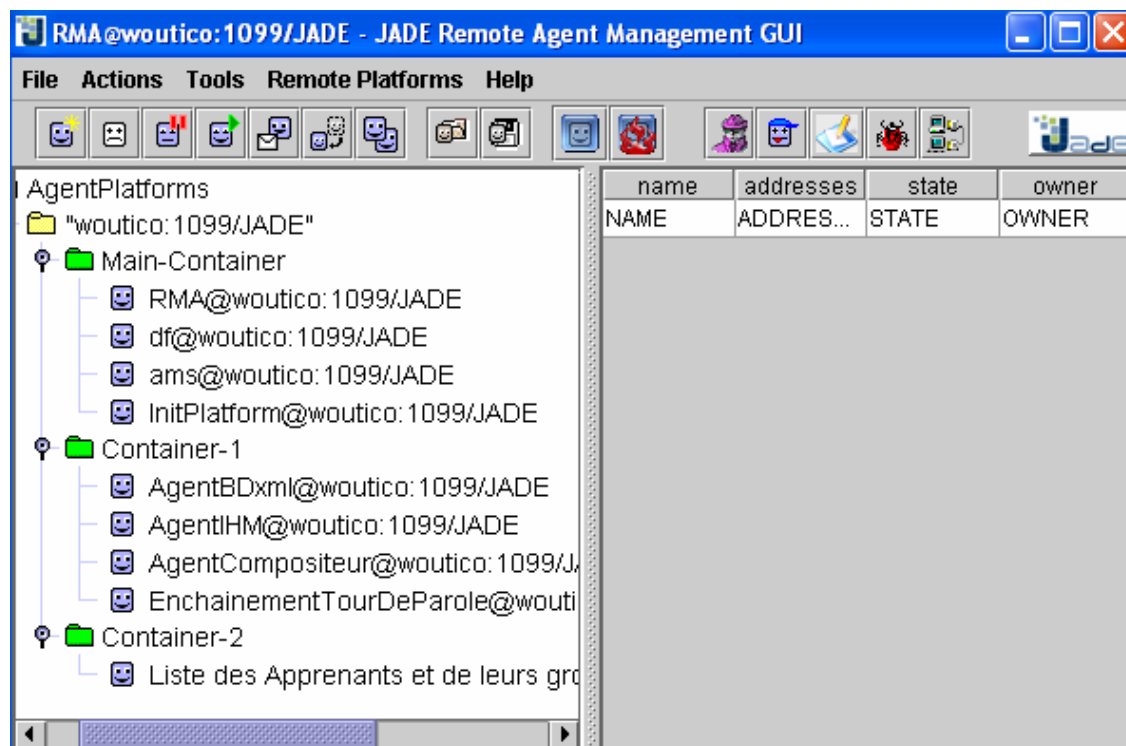 RMA@woutico:1099/JADE - JADE Remote Agent Management GUI
File Actions Tools Remote Platforms Help
Jade
AgentPlatforms
"woutico:1099/JADE"
Main-Container
RMA@woutico:1099/JADE
df@woutico:1099/JADE
ams@woutico:1099/JADE
InitPlatform@woutico:1099/JADE
Container-1
AgentBDxml@woutico:1099/JADE
AgentIHM@woutico:1099/JADE
AgentCompositeur@woutico:1099/J
EnchainementTourDeParole@wouti
Container-2
Liste des Apprenants et de leurs gro
name addresses state owner
NAME ADDRES... STATE OWNER